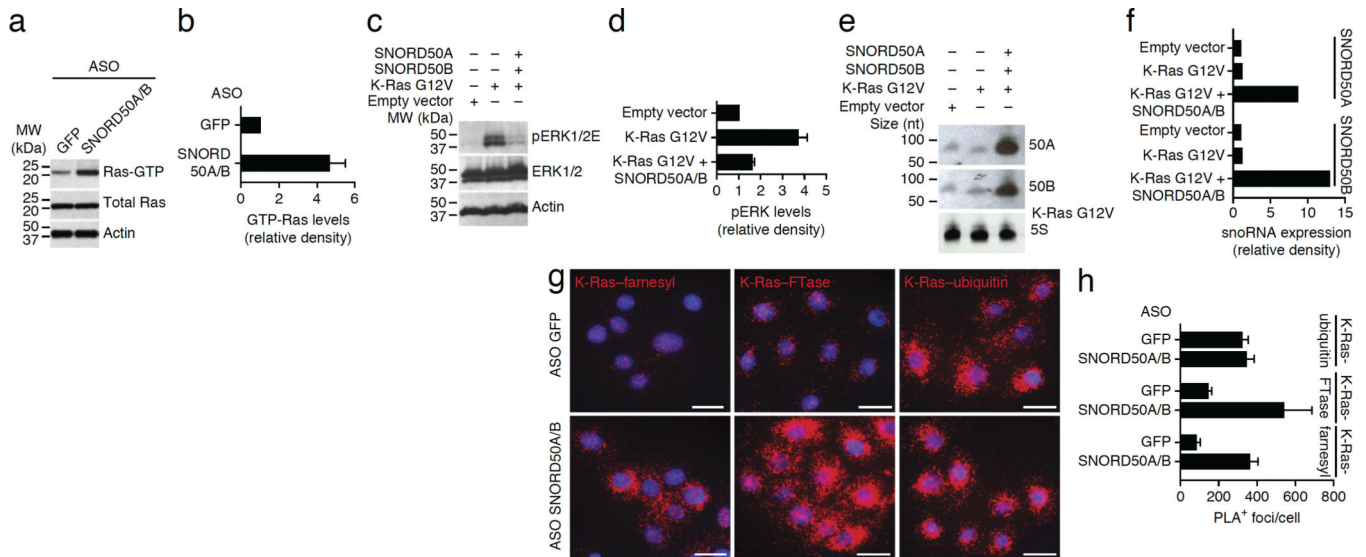 a
ASO
GFP
SNORD50A/B
MW
(kDa)
25
20
Ras-GTP
25
20
Total Ras
50
37
Actin
b
ASO
GFP
SNORD
50A/B
0 2 4 6
GTP-Ras levels
(relative density)
c
SNORD50A – – +
SNORD50B – – +
K-Ras G12V – + +
Empty vector + – –
MW (kDa)
50
37
pERK1/2E
50
37
ERK1/2
50
37
Actin
d
Empty vector
K-Ras G12V
K-Ras G12V +
SNORD50A/B
0 1 2 3 4 5
pERK levels
(relative density)
e
SNORD50A – – +
SNORD50B – – +
K-Ras G12V – + +
Empty vector + – –
Size (nt)
100
50
50A
100
50
50B
K-Ras G12V
5S
f
Empty vector
K-Ras G12V
K-Ras G12V +
SNORD50A/B
SNORD50A
Empty vector
K-Ras G12V
K-Ras G12V +
SNORD50A/B
SNORD50B
0 5 10 15
snoRNA expression
(relative density)
g
K-Ras–farnesyl
K-Ras–FTase
K-Ras–ubiquitin
ASO GFP
ASO SNORD50A/B
h
ASO
GFP
SNORD50A/B
K-Ras-
ubiquitin
GFP
SNORD50A/B
K-Ras-
FTase
GFP
SNORD50A/B
K-Ras-
farnesyl
0 200 400 600 800
PLA+ foci/cell